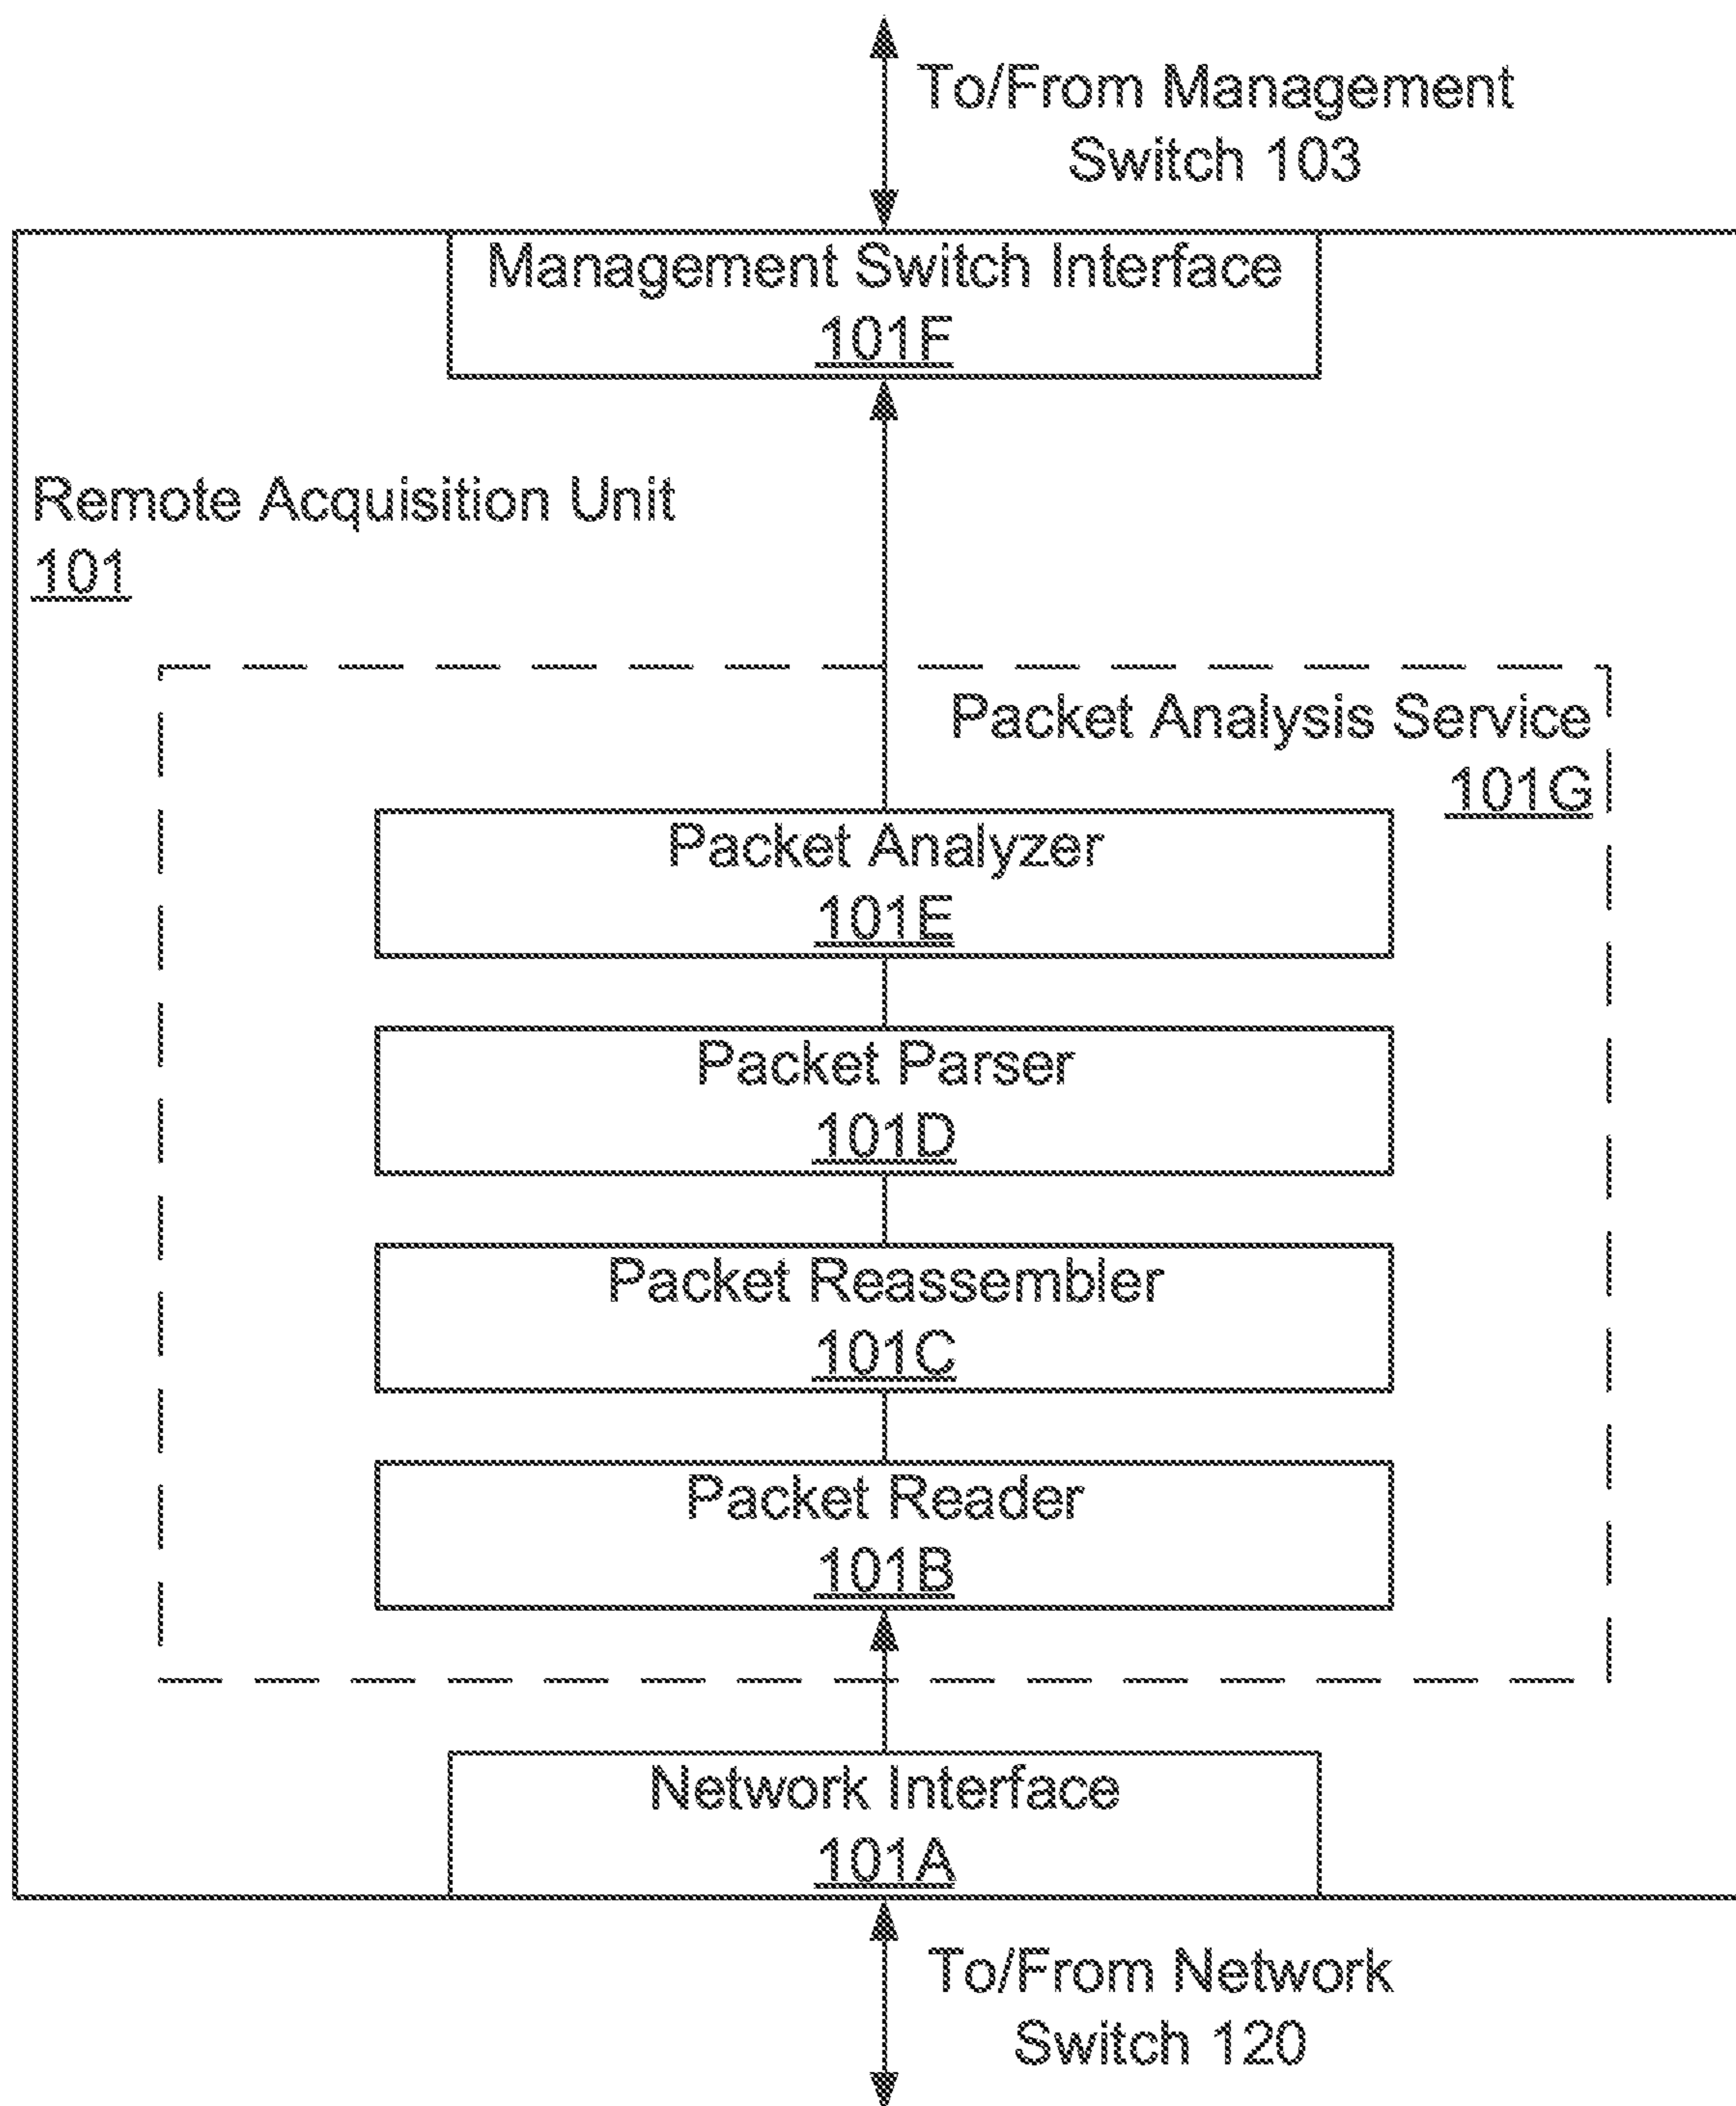 To/From Management
Switch 103
Management Switch Interface
101F
Remote Acquisition Unit
101
Packet Analysis Service
101G
Packet Analyzer
101E
Packet Parser
101D
Packet Reassembler
101C
Packet Reader
101B
Network Interface
101A
To/From Network
Switch 120